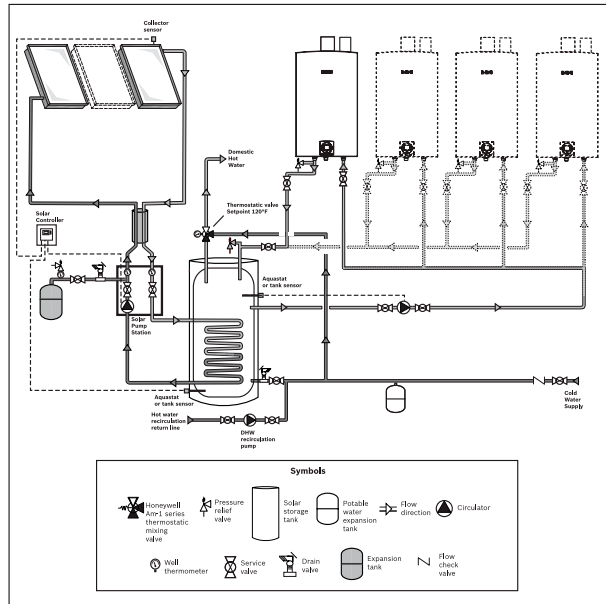 Collector
sensor
Domestic
Hot
Water
Thermostatic valve
Setpoint 120°F
Solar
Controller
Aquastat
or tank sensor
Solar
Pump
Station
Aquastat
or tank sensor
Hot water
recirculation
return line
DHW
recirculation
pump
Cold
Water
Supply
Symbols
Honeywell
Am-1 series
thermostatic
mixing
valve
Pressure
relief
valve
Solar
storage
tank
Potable
water
expansion
tank
Flow
direction
Circulator
Well
thermometer
Service
valve
Drain
valve
Expansion
tank
Flow
check
valve